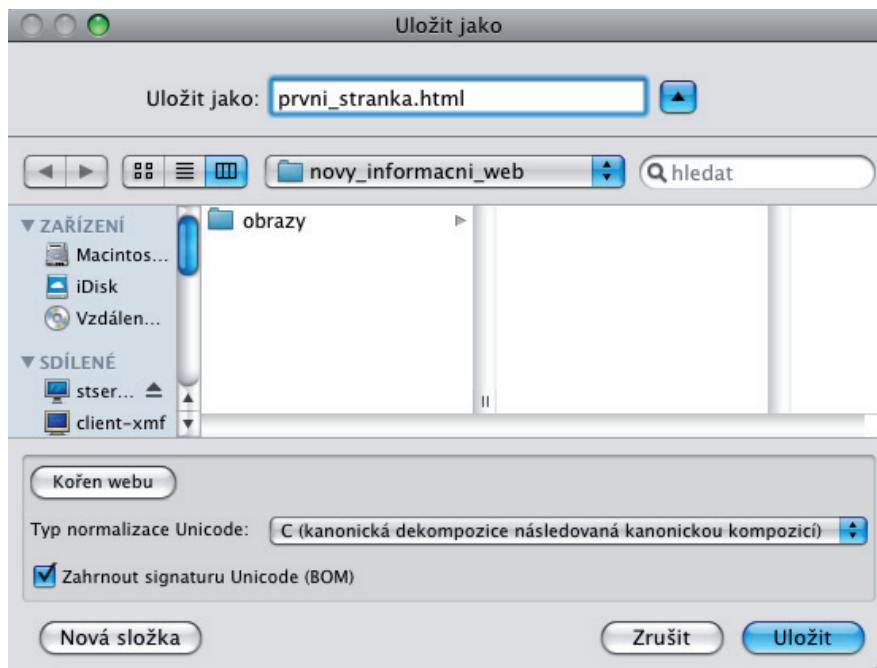 Uložit jako
Uložit jako: prvni_stranka.html
novy_informacni_web
hledat
ZAŘÍZENÍ
Macintos...
iDisk
Vzdálen...
SDÍLENÉ
stser...
client-xmf
obrazy
Kořen webu
Typ normalizace Unicode: C (kanonická dekompozice následovaná kanonickou kompozicí)
Zahrnout signaturu Unicode (BOM)
Nová složka Zrušit Uložit